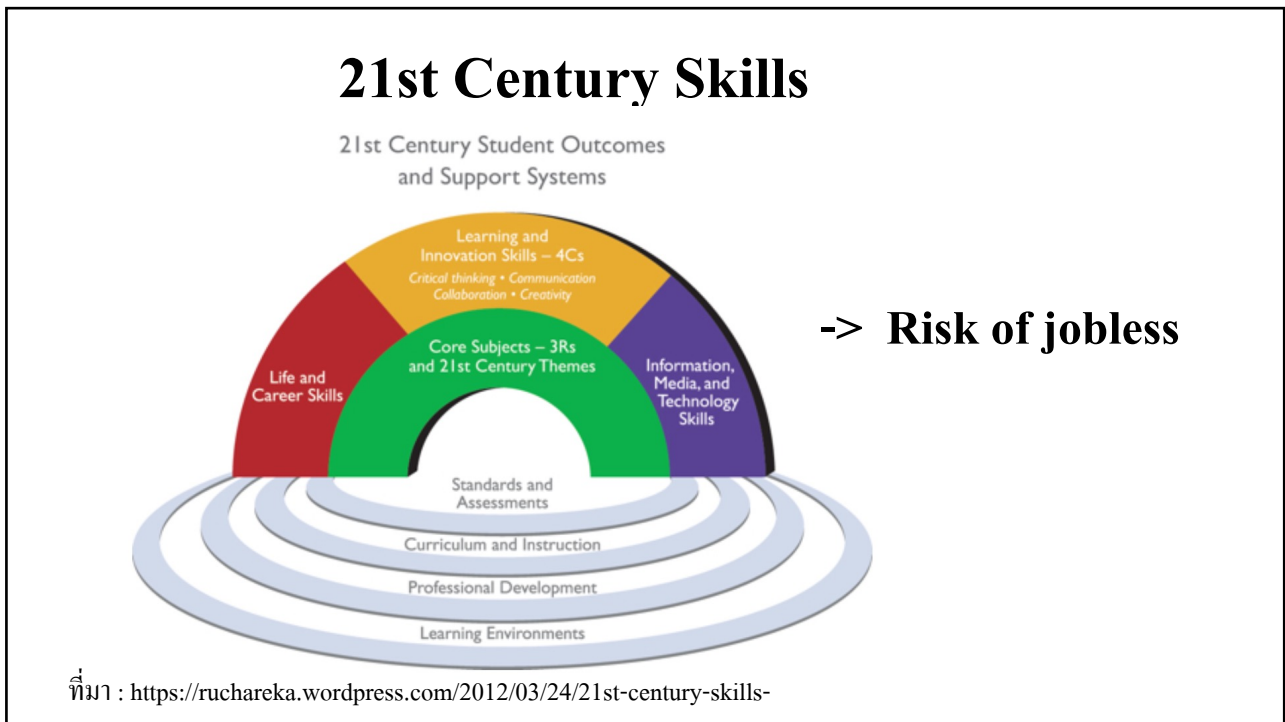 21st Century Skills
21st Century Student Outcomes
and Support Systems
Learning and
Innovation Skills – 4Cs
Critical thinking • Communication
Collaboration • Creativity
Core Subjects – 3Rs
and 21st Century Themes
Life and
Career Skills
Information,
Media, and
Technology
Skills
-> Risk of jobless
Standards and
Assessments
Curriculum and Instruction
Professional Development
Learning Environments
ที่มา : https://ruchareka.wordpress.com/2012/03/24/21st-century-skills-